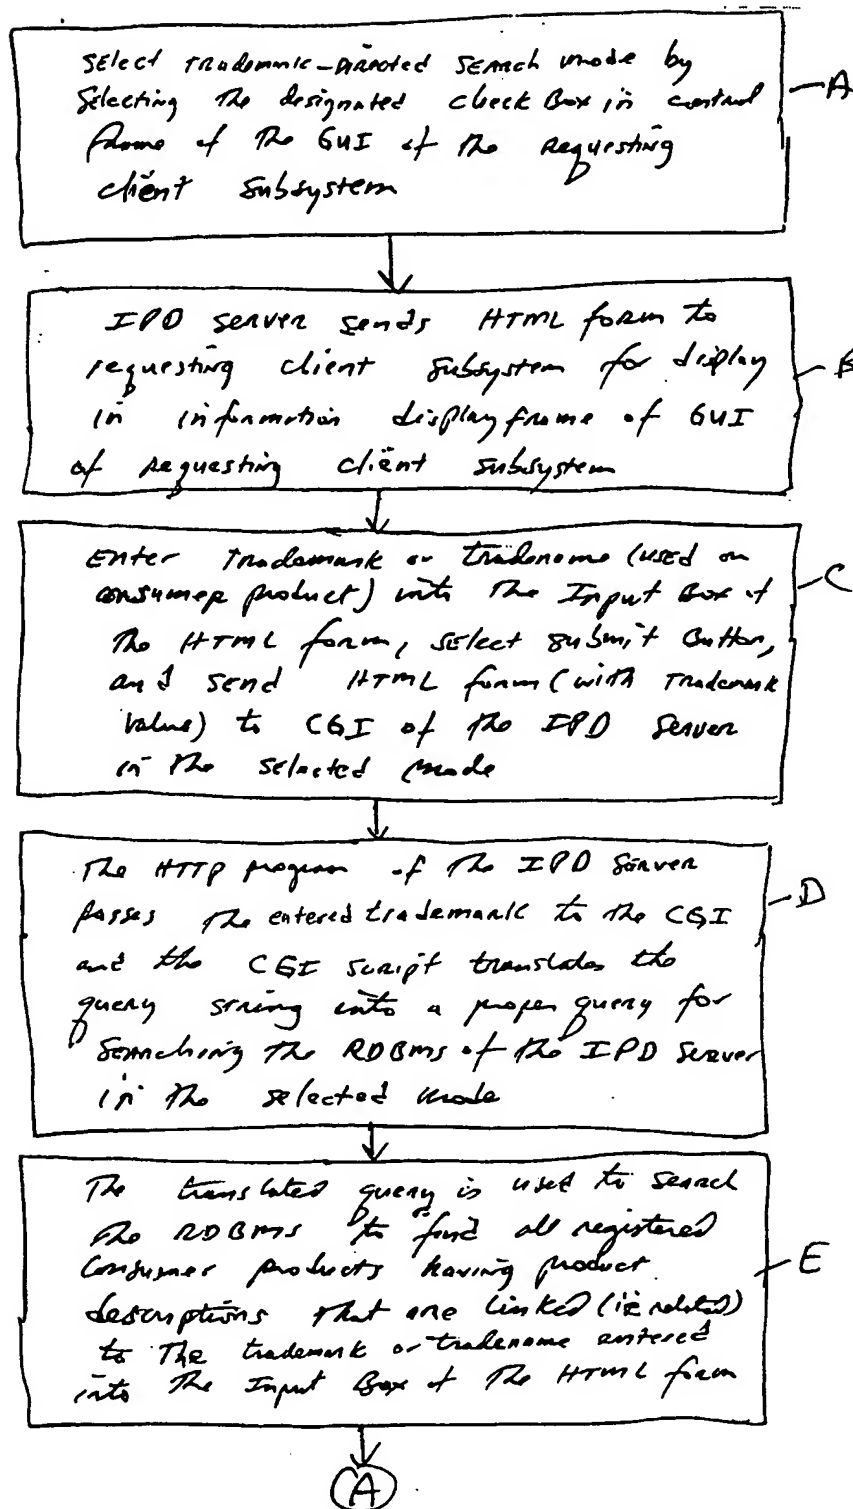 Select Trademark-Directed Search mode by
Selecting the designated check Box in control
frame of the GUI of the Requesting
client Subsystem
A
IPD Server sends HTML form to
requesting client Subsystem for display
in information display frame of GUI
of Requesting client Subsystem
B
Enter Trademark or tradename (used on
consumer product) into the Input Box of
The HTML form, select Submit Button,
and send HTML form (with Trademark
Value) to CGI of the IPD Server
in the selected mode
C
The HTTP program of the IPD Server
Passes The entered trademark to the CGI
and the CGI script translates the
query string into a proper query for
Searching the RDBMS of the IPD Server
in the selected mode
D
The translated query is used to search
The RDBMS to find all registered
Consumer products having product
descriptions that are linked (ie related)
to The trademark or tradename entered
into The Input Box of The HTML form
E
A